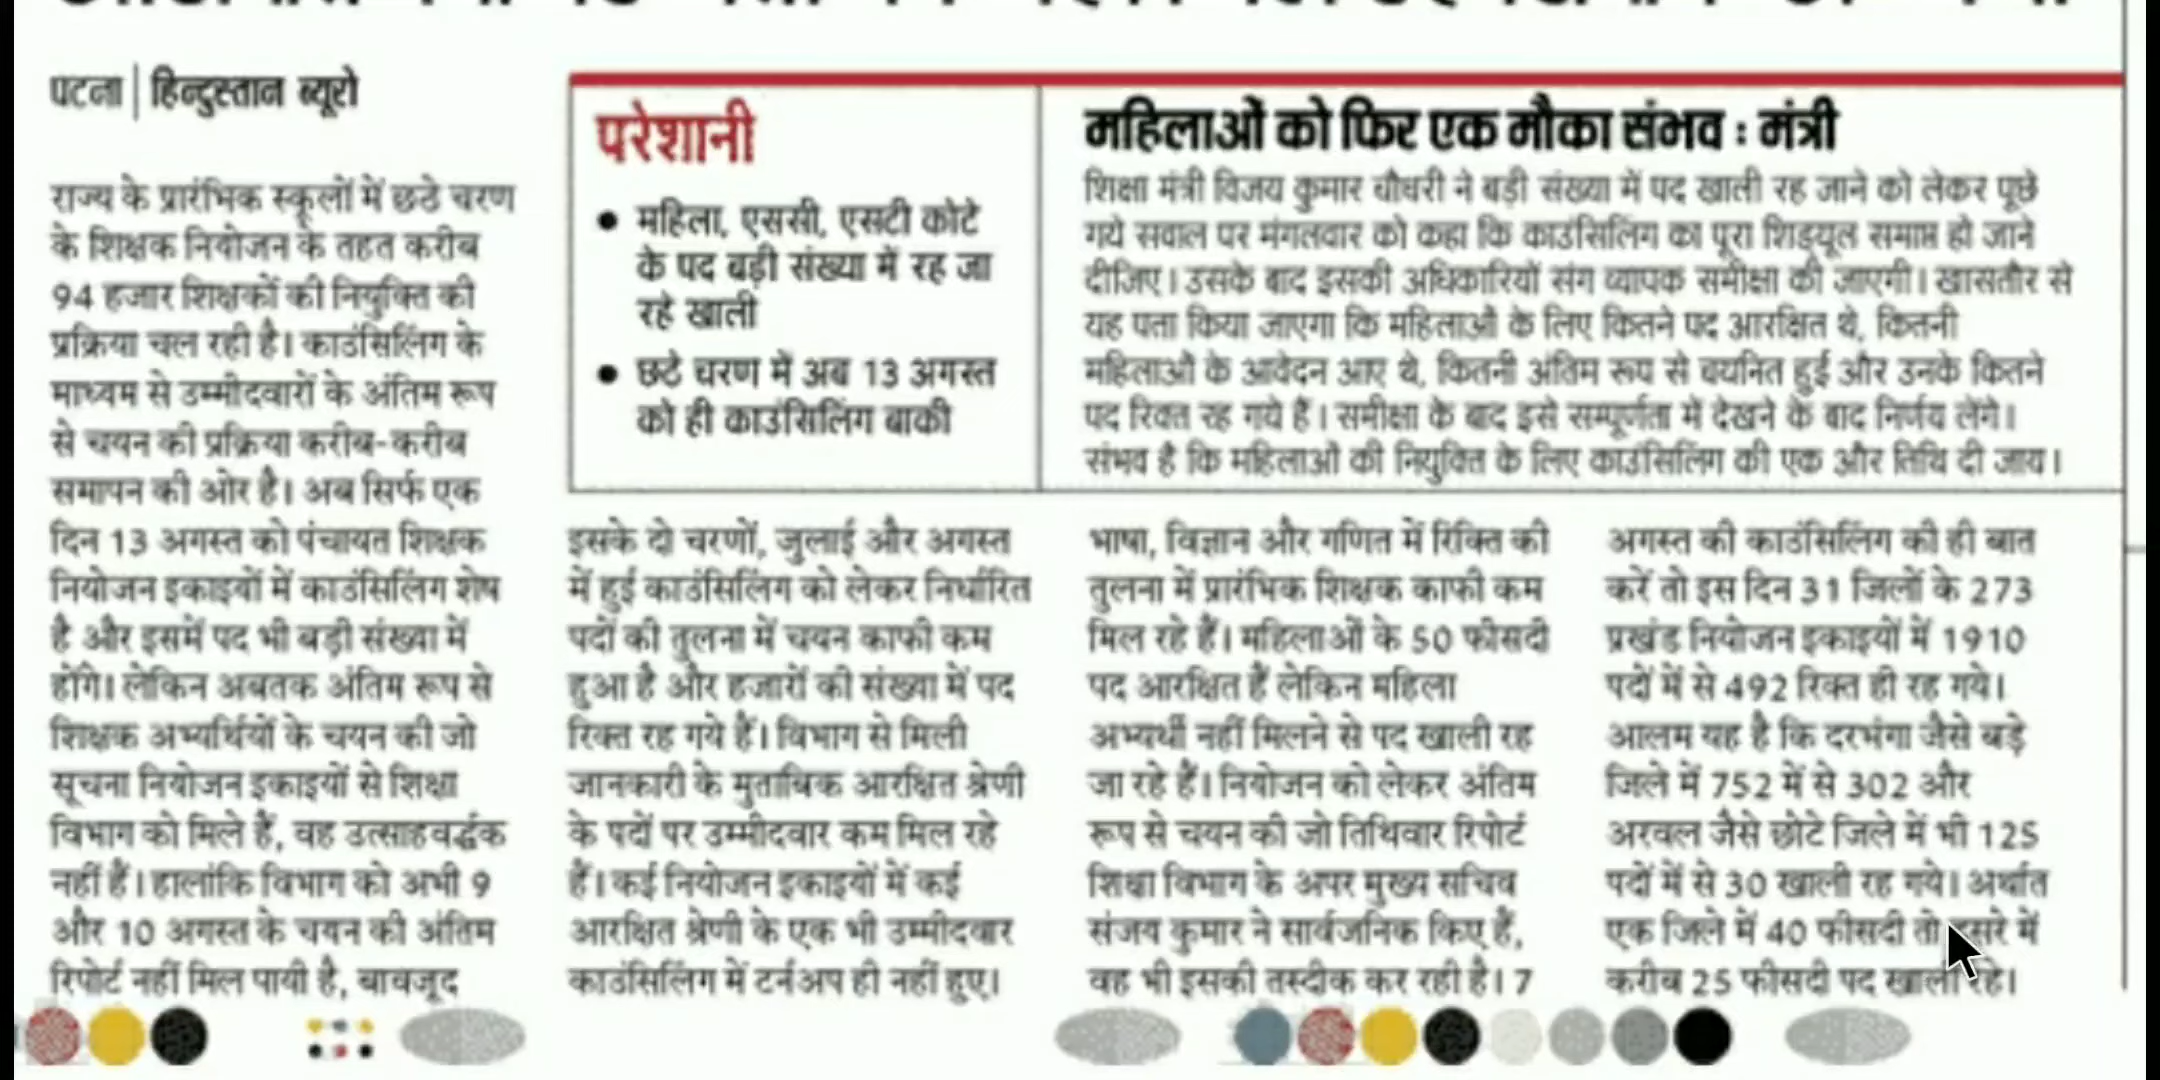 पटना | हिन्दुस्तान ब्यूरो
राज्य के प्रारंभिक स्कूलों में छठे चरण
के शिक्षक नियोजन के तहत करीब
94 हजार शिक्षकों की नियुक्ति की
प्रक्रिया चल रही है। काउंसिलिंग के
माध्यम से उम्मीदवारों के अंतिम रूप
से चयन की प्रक्रिया करीब-करीब
समापन की ओर है। अब सिर्फ एक
दिन 13 अगस्त को पंचायत शिक्षक
नियोजन इकाइयों में काउंसिलिंग शेष
है और इसमें पद भी बड़ी संख्या में
होंगे। लेकिन अबतक अंतिम रूप से
शिक्षक अभ्यर्थियों के चयन की जो
सूचना नियोजन इकाइयों से शिक्षा
विभाग को मिले हैं, वह उत्साहवर्द्धक
नहीं हैं। हालांकि विभाग को अभी 9
और 10 अगस्त के चयन की अंतिम
रिपोर्ट नहीं मिल पायी है, बावजूद
परेशानी
● महिला, एससी, एसटी कोटे
के पद बड़ी संख्या में रह जा
रहे खाली
● छठे चरण में अब 13 अगस्त
को ही काउंसिलिंग बाकी
महिलाओं को फिर एक मौका संभव : मंत्री
शिक्षा मंत्री विजय कुमार चौधरी ने बड़ी संख्या में पद खाली रह जाने को लेकर पूछे
गये सवाल पर मंगलवार को कहा कि काउंसिलिंग का पूरा शिड्यूल समाप्त हो जाने
दीजिए। उसके बाद इसकी अधिकारियों संग व्यापक समीक्षा की जाएगी। खासतौर से
यह पता किया जाएगा कि महिलाओं के लिए कितने पद आरक्षित थे, कितनी
महिलाओं के आवेदन आए थे, कितनी अंतिम रूप से चयनित हुई और उनके कितने
पद रिक्त रह गये हैं। समीक्षा के बाद इसे सम्पूर्णता में देखने के बाद निर्णय लेंगे।
संभव है कि महिलाओं की नियुक्ति के लिए काउंसिलिंग की एक और तिथि दी जाय।
इसके दो चरणों, जुलाई और अगस्त
में हुई काउंसिलिंग को लेकर निर्धारित
पदों की तुलना में चयन काफी कम
हुआ है और हजारों की संख्या में पद
रिक्त रह गये हैं। विभाग से मिली
जानकारी के मुताबिक आरक्षित श्रेणी
के पदों पर उम्मीदवार कम मिल रहे
हैं। कई नियोजन इकाइयों में कई
आरक्षित श्रेणी के एक भी उम्मीदवार
काउंसिलिंग में टर्नअप ही नहीं हुए।
भाषा, विज्ञान और गणित में रिक्ति की
तुलना में प्रारंभिक शिक्षक काफी कम
मिल रहे हैं। महिलाओं के 50 फीसदी
पद आरक्षित हैं लेकिन महिला
अभ्यर्थी नहीं मिलने से पद खाली रह
जा रहे हैं। नियोजन को लेकर अंतिम
रूप से चयन की जो तिथिवार रिपोर्ट
शिक्षा विभाग के अपर मुख्य सचिव
संजय कुमार ने सार्वजनिक किए हैं,
वह भी इसकी तस्दीक कर रही है। 7
अगस्त की काउंसिलिंग की ही बात
करें तो इस दिन 31 जिलों के 273
प्रखंड नियोजन इकाइयों में 1910
पदों में से 492 रिक्त ही रह गये।
आलम यह है कि दरभंगा जैसे बड़े
जिले में 752 में से 302 और
अरवल जैसे छोटे जिले में भी 125
पदों में से 30 खाली रह गये। अर्थात
एक जिले में 40 फीसदी तो दूसरे में
करीब 25 फीसदी पद खाली रहे।